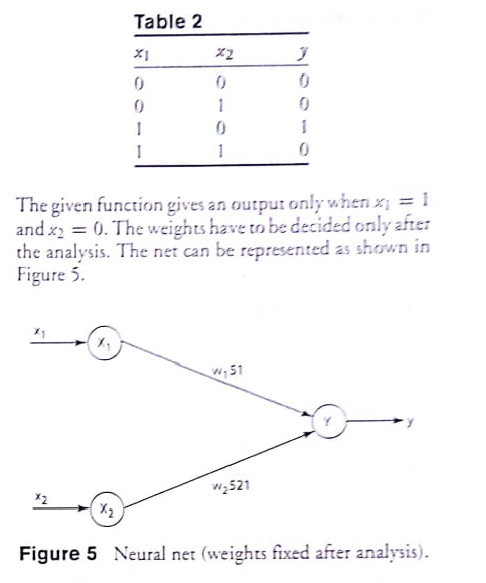 Table 2
x1 x2 y
0 0 0
0 1 0
1 0 1
1 1 0
The given function gives an output only when x1 = 1
and x2 = 0. The weights have to be decided only after
the analysis. The net can be represented as shown in
Figure 5.
x1
X1
w151
Y
y
w2521
x2
X2
Figure 5 Neural net (weights fixed after analysis).